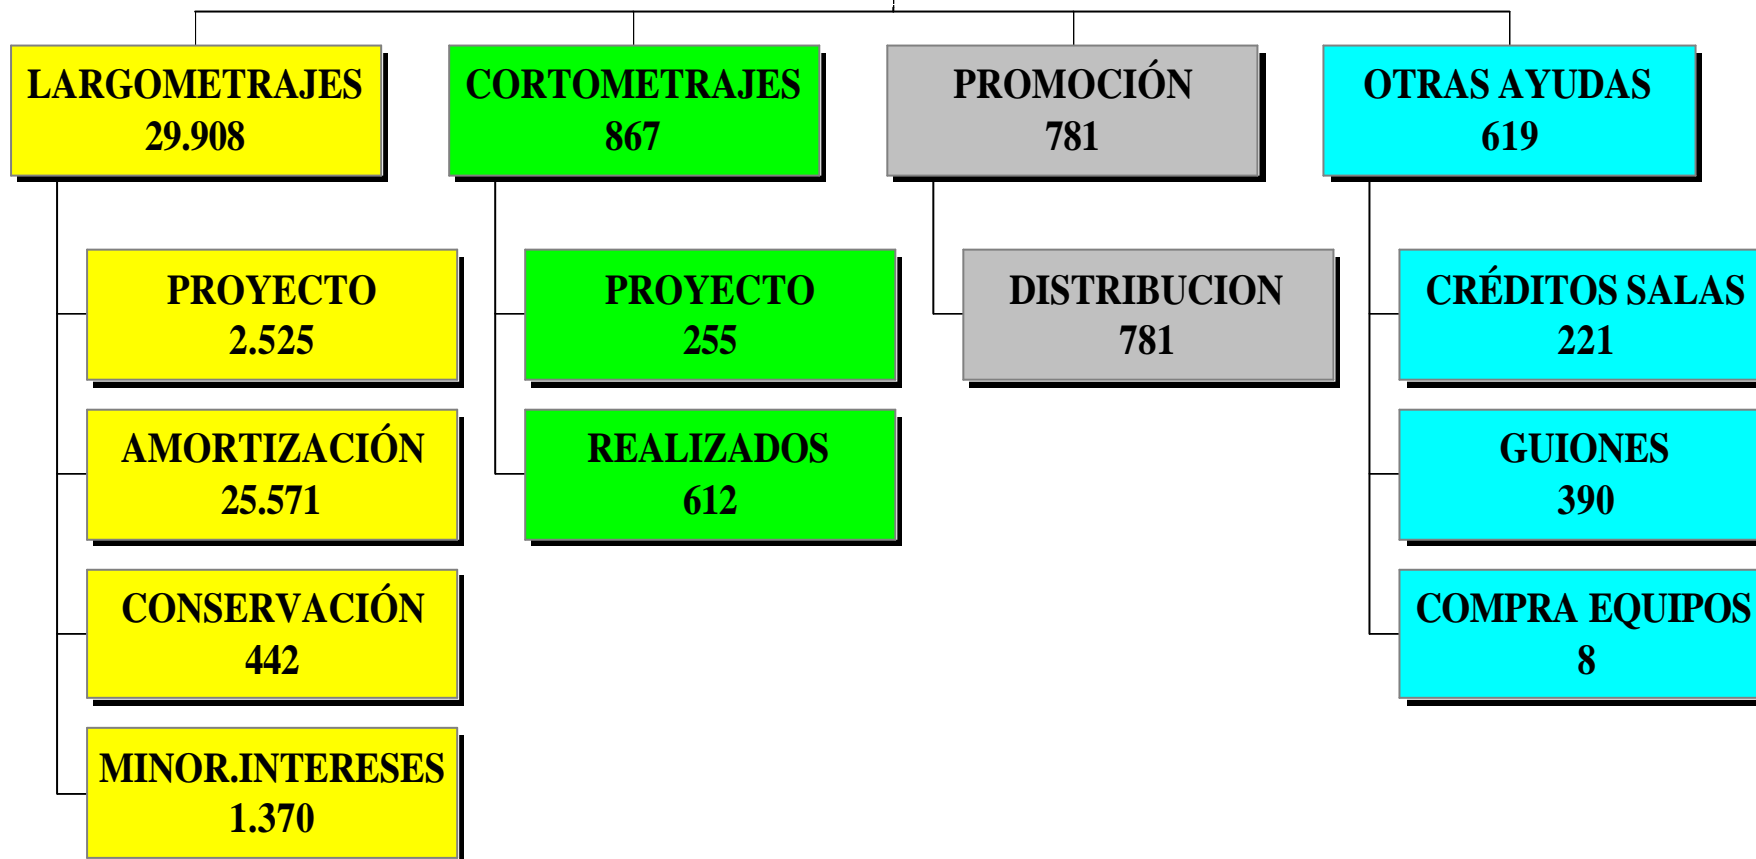 LARGOMETRAJES
29.908
CORTOMETRAJES
867
PROMOCIÓN
781
OTRAS AYUDAS
619
PROYECTO
2.525
AMORTIZACIÓN
25.571
CONSERVACIÓN
442
MINOR.INTERESES
1.370
PROYECTO
255
REALIZADOS
612
DISTRIBUCION
781
CRÉDITOS SALAS
221
GUIONES
390
COMPRA EQUIPOS
8